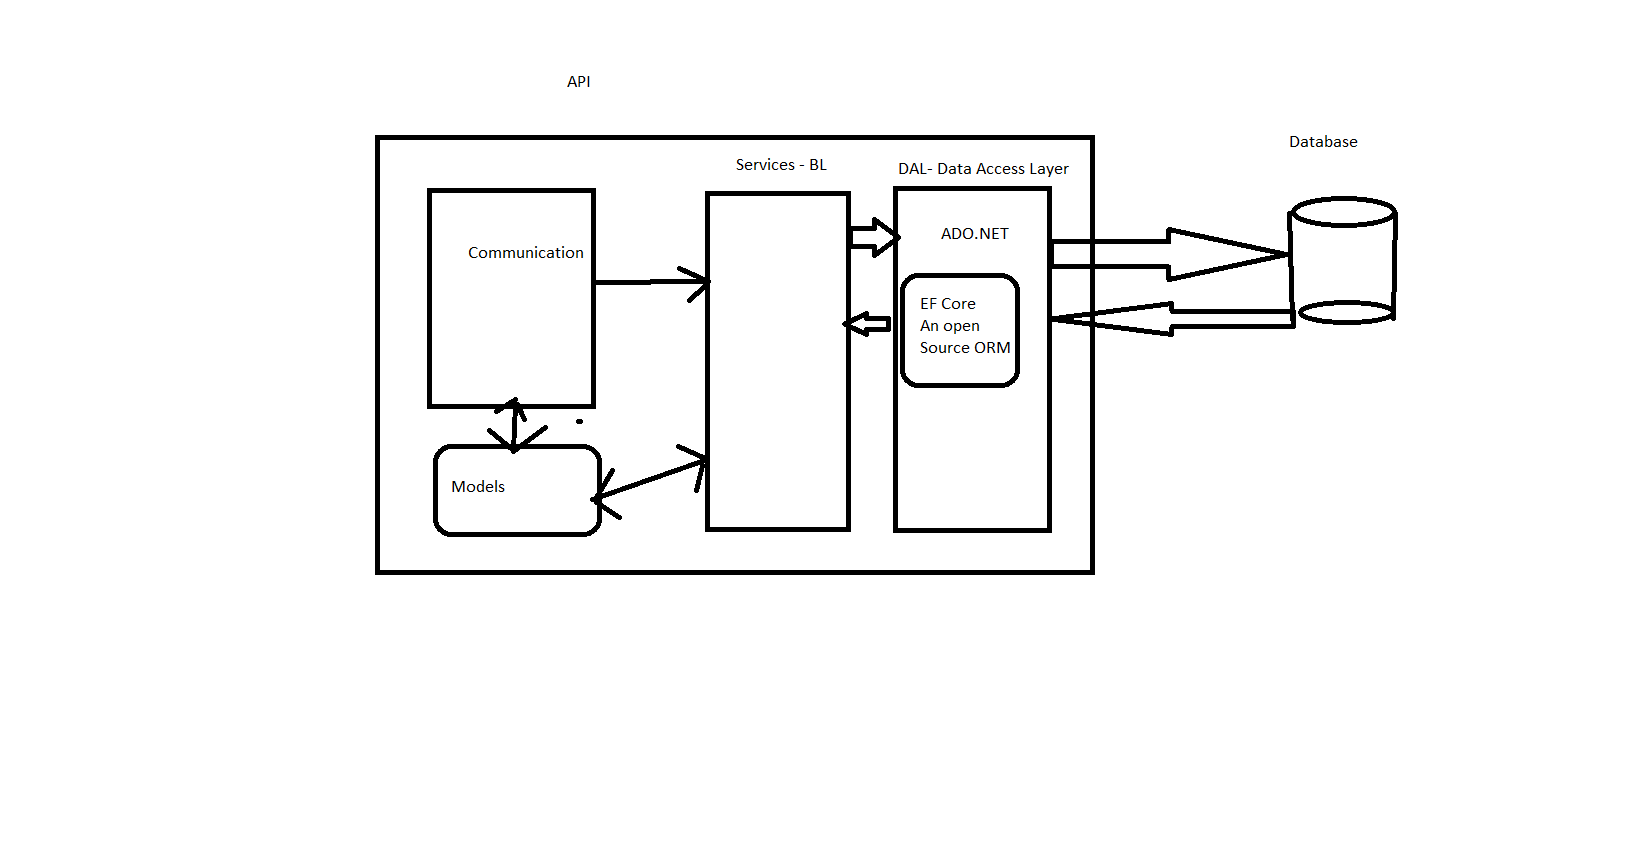 API
Database
Services - BL
DAL- Data Access Layer
Communication
ADO.NET
EF Core
An open
Source ORM
Models